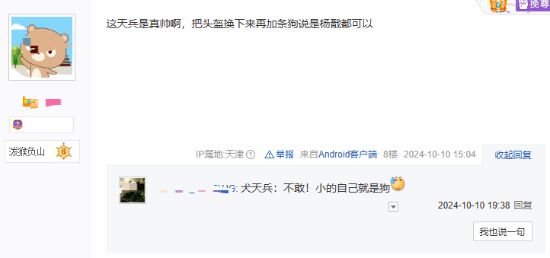 这天兵是真帅啊，把头盔换下来再加条狗说是杨戬都可以
泼猴负山 8
IP属地:天津 举报 来自Android客户端 8楼 2024-10-10 15:04 收起回复
犬天兵：不敢！小的自己就是狗
2024-10-10 19:38 回复
我也说一句